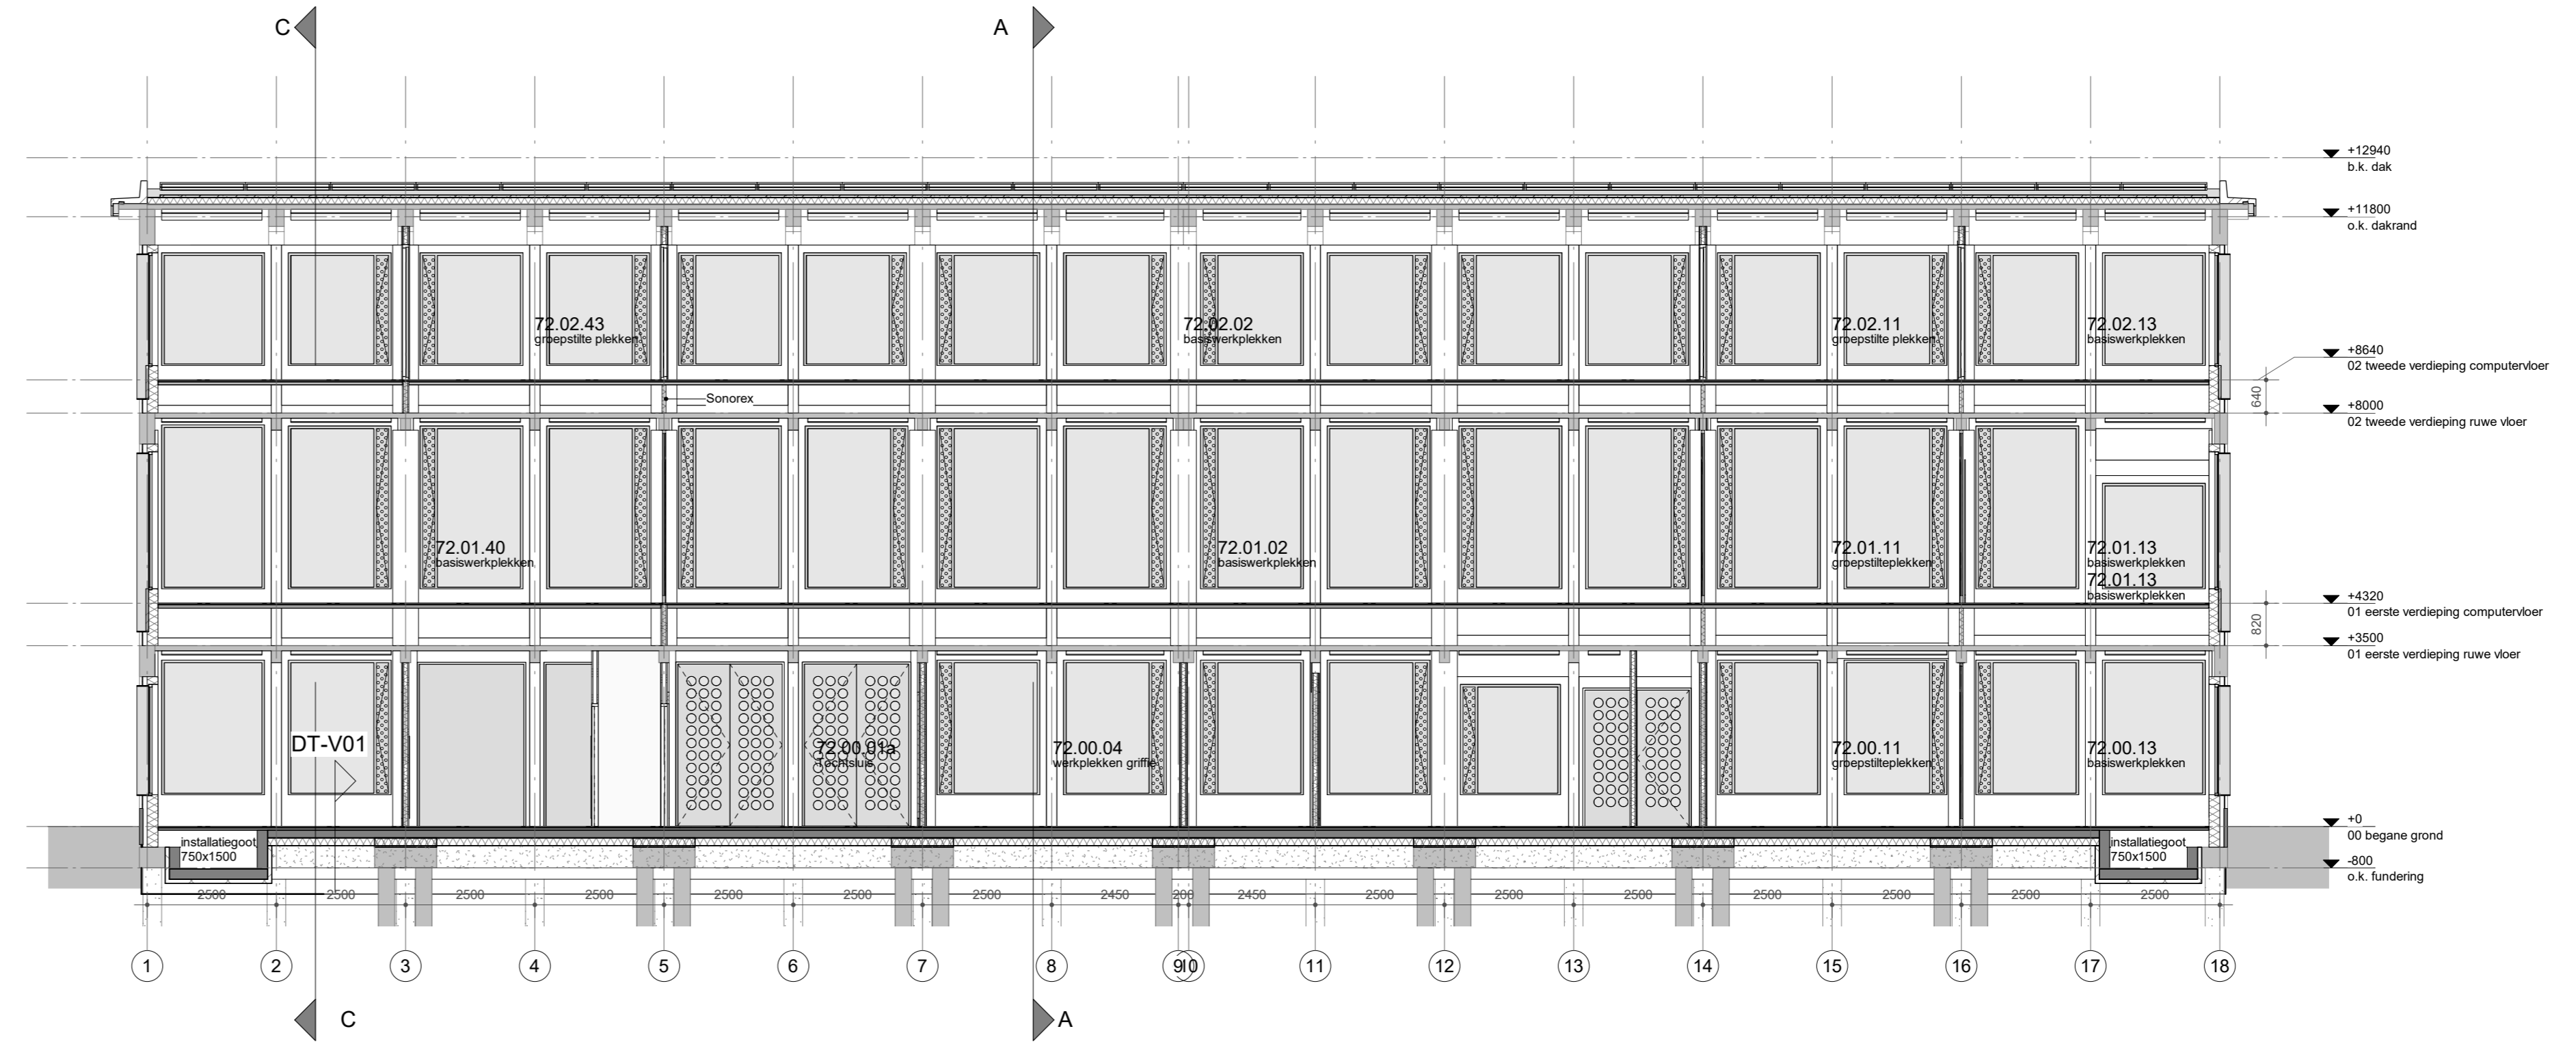 C
A
+12940
b.k. dak
+11800
o.k. dakrand
72.02.43
groepstilte plekken
72.02.02
basiswerkplekken
72.02.11
groepstilte plekken
72.02.13
basiswerkplekken
+8640
02 tweede verdieping computervloer
640
Sonorex
+8000
02 tweede verdieping ruwe vloer
72.01.40
basiswerkplekken
72.01.02
basiswerkplekken
72.01.11
groepstilteplekken
72.01.13
basiswerkplekken
72.01.13
basiswerkplekken
+4320
01 eerste verdieping computervloer
820
+3500
01 eerste verdieping ruwe vloer
DT-V01
72.00.01a
Tochtsluis
72.00.04
werkplekken griffie
72.00.11
groepstilteplekken
72.00.13
basiswerkplekken
+0
00 begane grond
installatiegoot
750x1500
installatiegoot
750x1500
-800
o.k. fundering
2500 2500 2500 2500 2500 2500 2500 2450 200 2450 2500 2500 2500 2500 2500 2500 2500
1 2 3 4 5 6 7 8 9 10 11 12 13 14 15 16 17 18
C
A